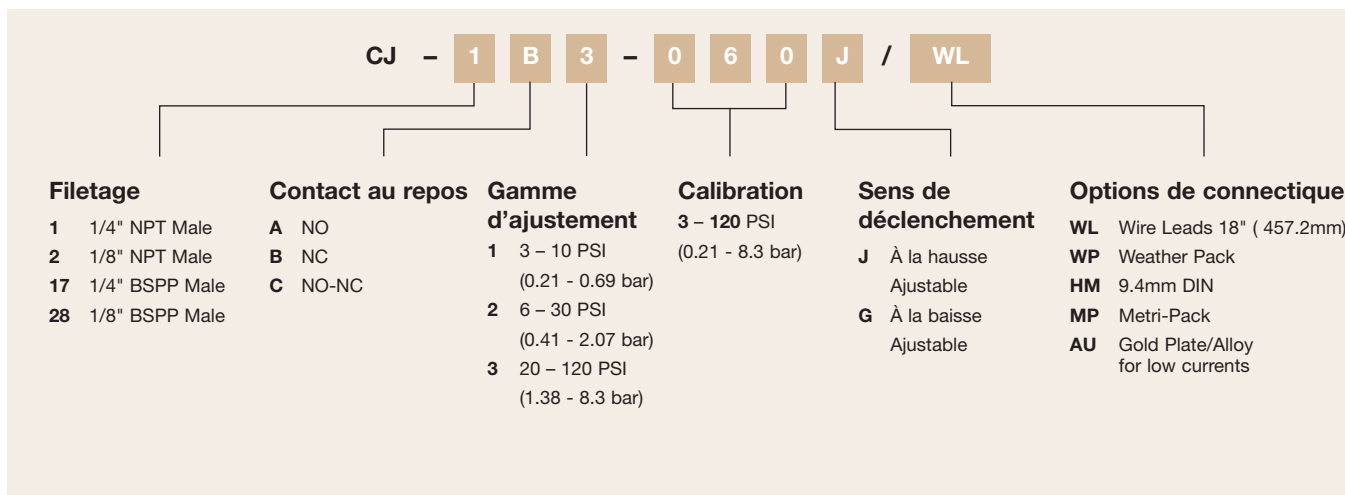 CJ – 1 B 3 – 0 6 0 J / WL
Filetage
1 1/4" NPT Male
2 1/8" NPT Male
17 1/4" BSPP Male
28 1/8" BSPP Male
Contact au repos
A NO
B NC
C NO-NC
Gamme
d’ajustement
1 3 – 10 PSI
(0.21 - 0.69 bar)
2 6 – 30 PSI
(0.41 - 2.07 bar)
3 20 – 120 PSI
(1.38 - 8.3 bar)
Calibration
3 – 120 PSI
(0.21 - 8.3 bar)
Sens de
déclenchement
J À la hausse
Ajustable
G À la baisse
Ajustable
Options de connectique
WL Wire Leads 18" ( 457.2mm)
WP Weather Pack
HM 9.4mm DIN
MP Metri-Pack
AU Gold Plate/Alloy
for low currents